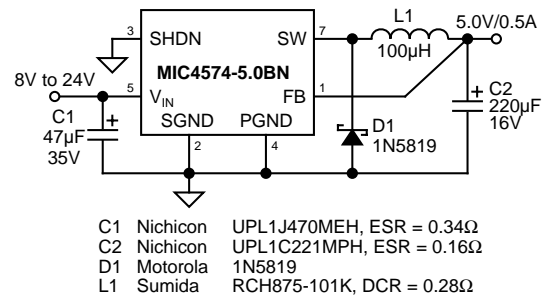 5.0V/0.5A
3 SHDN SW 7 L1
100µH
MIC4574-5.0BN
8V to 24V
5 VIN FB 1
C1
47µF
35V
SGND PGND
2 4
D1
1N5819
C2
220µF
16V
+
+
C1 Nichicon UPL1J470MEH, ESR = 0.34Ω
C2 Nichicon UPL1C221MPH, ESR = 0.16Ω
D1 Motorola 1N5819
L1 Sumida RCH875-101K, DCR = 0.28Ω